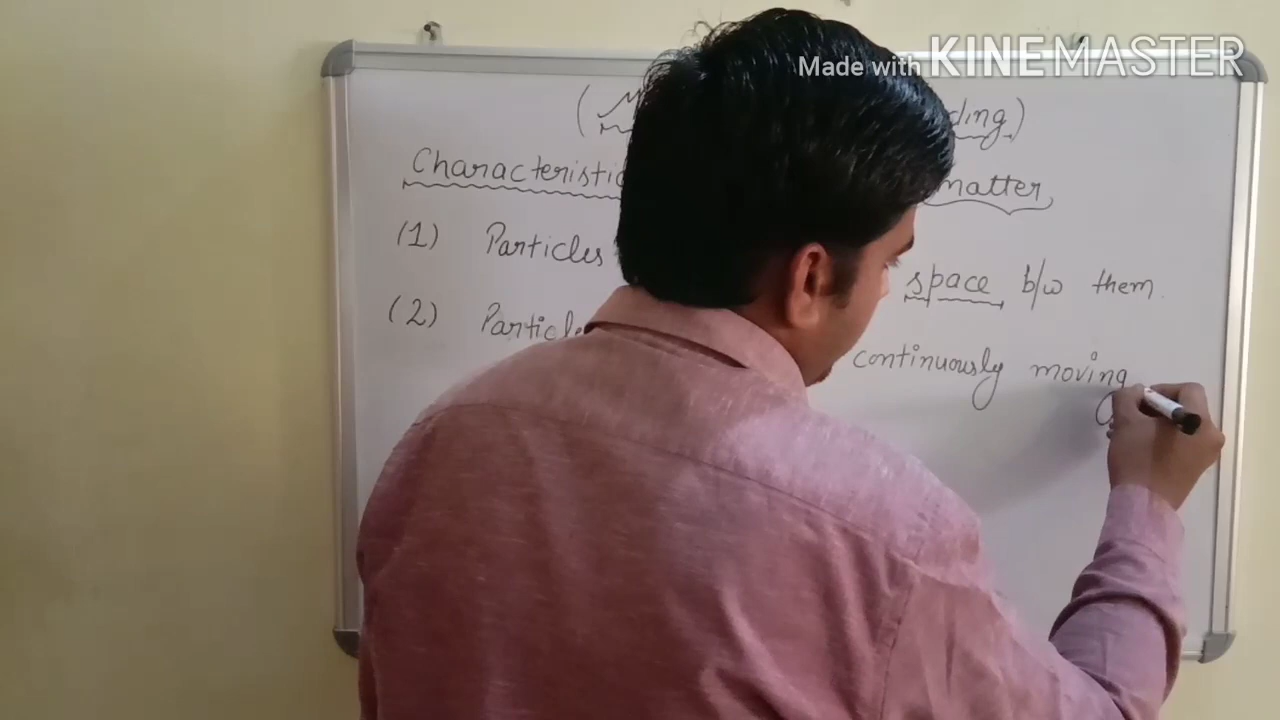 Made with KINEMASTER
( ding)
Characteristic matter
(1) Particles space b/w them.
(2) Particle continuously moving